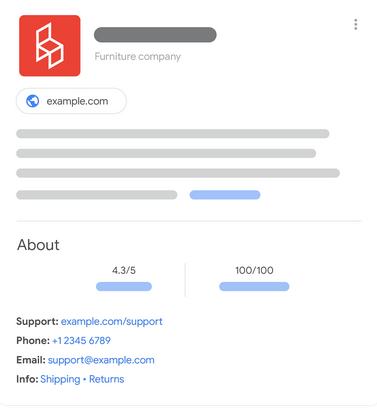 Furniture company
example.com
About
4.3/5
100/100
Support: example.com/support
Phone: +1 2345 6789
Email: support@example.com
Info: Shipping • Returns